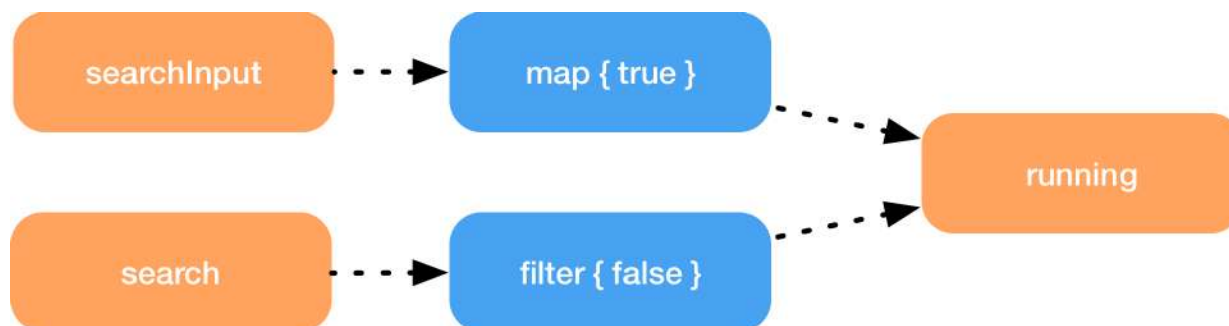 searchInput
map { true }
running
search
filter { false }